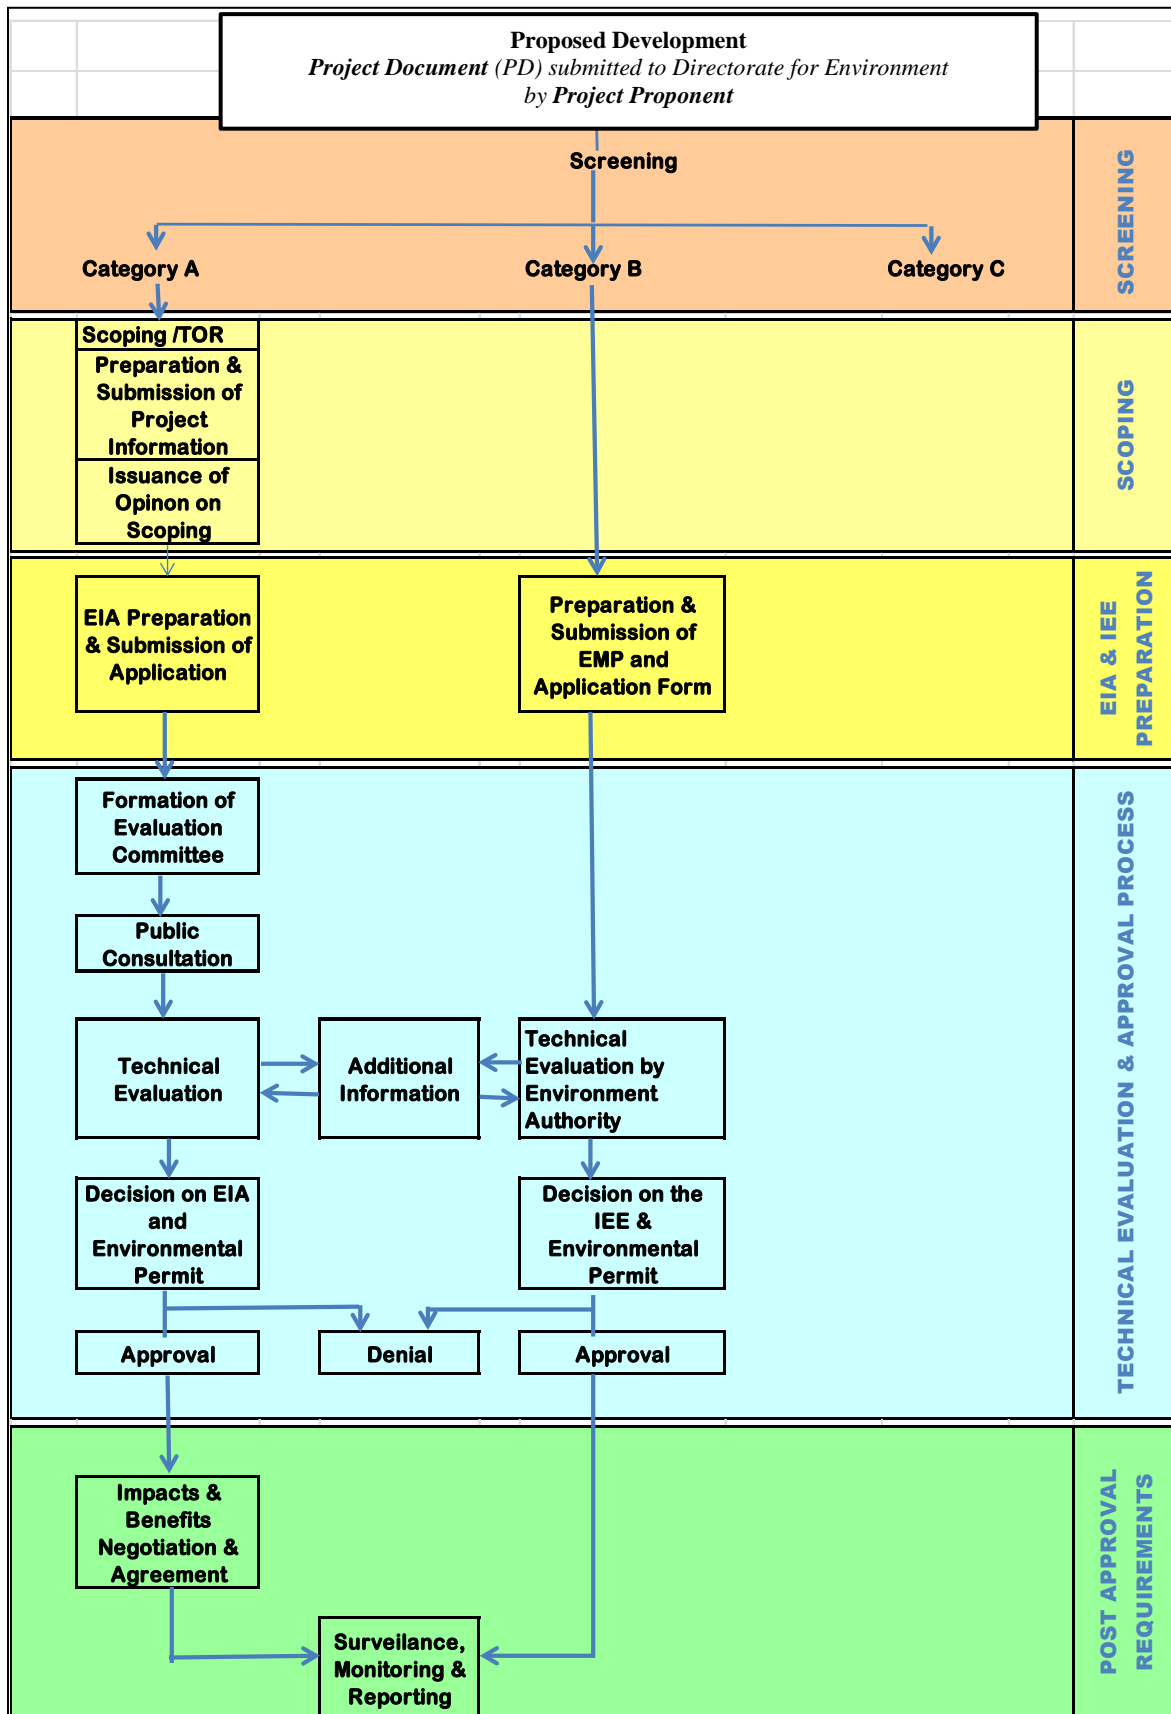 Proposed Development
Project Document (PD) submitted to Directorate for Environment
by Project Proponent
Screening
Category A
Category B
Category C
SCREENING
Scoping /TOR
Preparation &
Submission of
Project
Information
Issuance of
Opinon on
Scoping
SCOPING
EIA Preparation
& Submission of
Application
Preparation &
Submission of
EMP and
Application Form
EIA & IEE
PREPARATION
Formation of
Evaluation
Committee
Public
Consultation
Technical
Evaluation
Additional
Information
Technical
Evaluation by
Environment
Authority
Decision on EIA
and
Environmental
Permit
Decision on the
IEE &
Environmental
Permit
Approval
Denial
Approval
TECHNICAL EVALUATION & APPROVAL PROCESS
Impacts &
Benefits
Negotiation &
Agreement
Surveilance,
Monitoring &
Reporting
POST APPROVAL
REQUIREMENTS